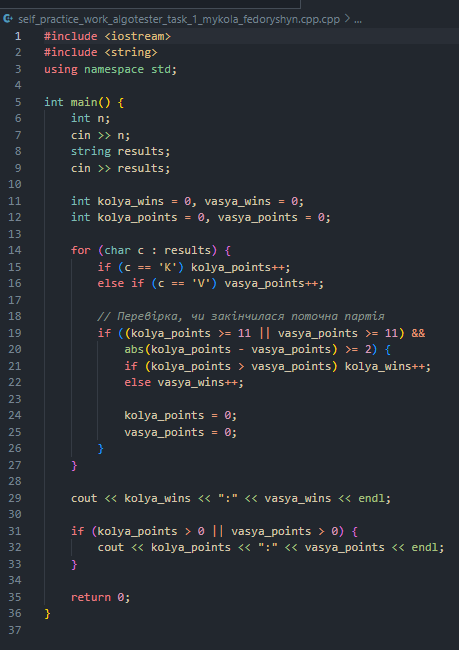 self_practice_work_algotester_task_1_mykola_fedoryshyn.cpp.cpp > ...
1 #include <iostream>
2 #include <string>
3 using namespace std;
4
5 int main() {
6     int n;
7     cin >> n;
8     string results;
9     cin >> results;
10
11     int kolya_wins = 0, vasya_wins = 0;
12     int kolya_points = 0, vasya_points = 0;
13
14     for (char c : results) {
15         if (c == 'K') kolya_points++;
16         else if (c == 'V') vasya_points++;
17
18         // Перевірка, чи закінчилася поточна партія
19         if ((kolya_points >= 11 || vasya_points >= 11) &&
20             abs(kolya_points - vasya_points) >= 2) {
21             if (kolya_points > vasya_points) kolya_wins++;
22             else vasya_wins++;
23
24             kolya_points = 0;
25             vasya_points = 0;
26         }
27     }
28
29     cout << kolya_wins << ":" << vasya_wins << endl;
30
31     if (kolya_points > 0 || vasya_points > 0) {
32         cout << kolya_points << ":" << vasya_points << endl;
33     }
34
35     return 0;
36 }
37